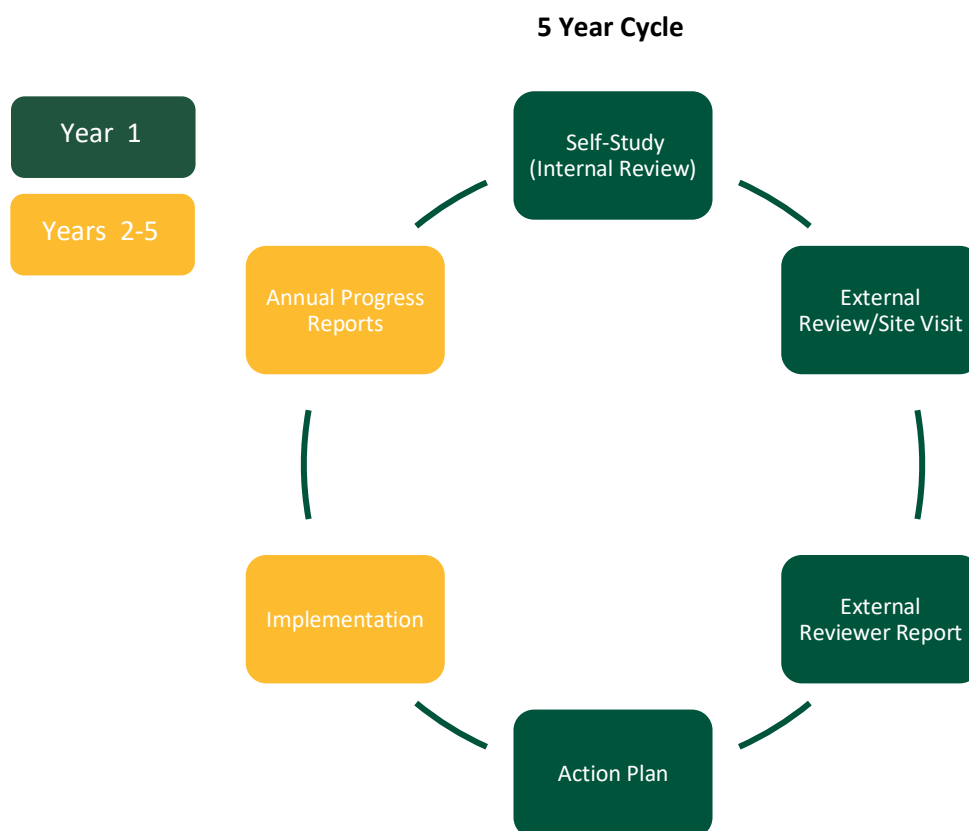 5 Year Cycle
Year 1
Years 2-5
Self-Study
(Internal Review)
External
Review/Site Visit
External
Reviewer Report
Action Plan
Implementation
Annual Progress
Reports